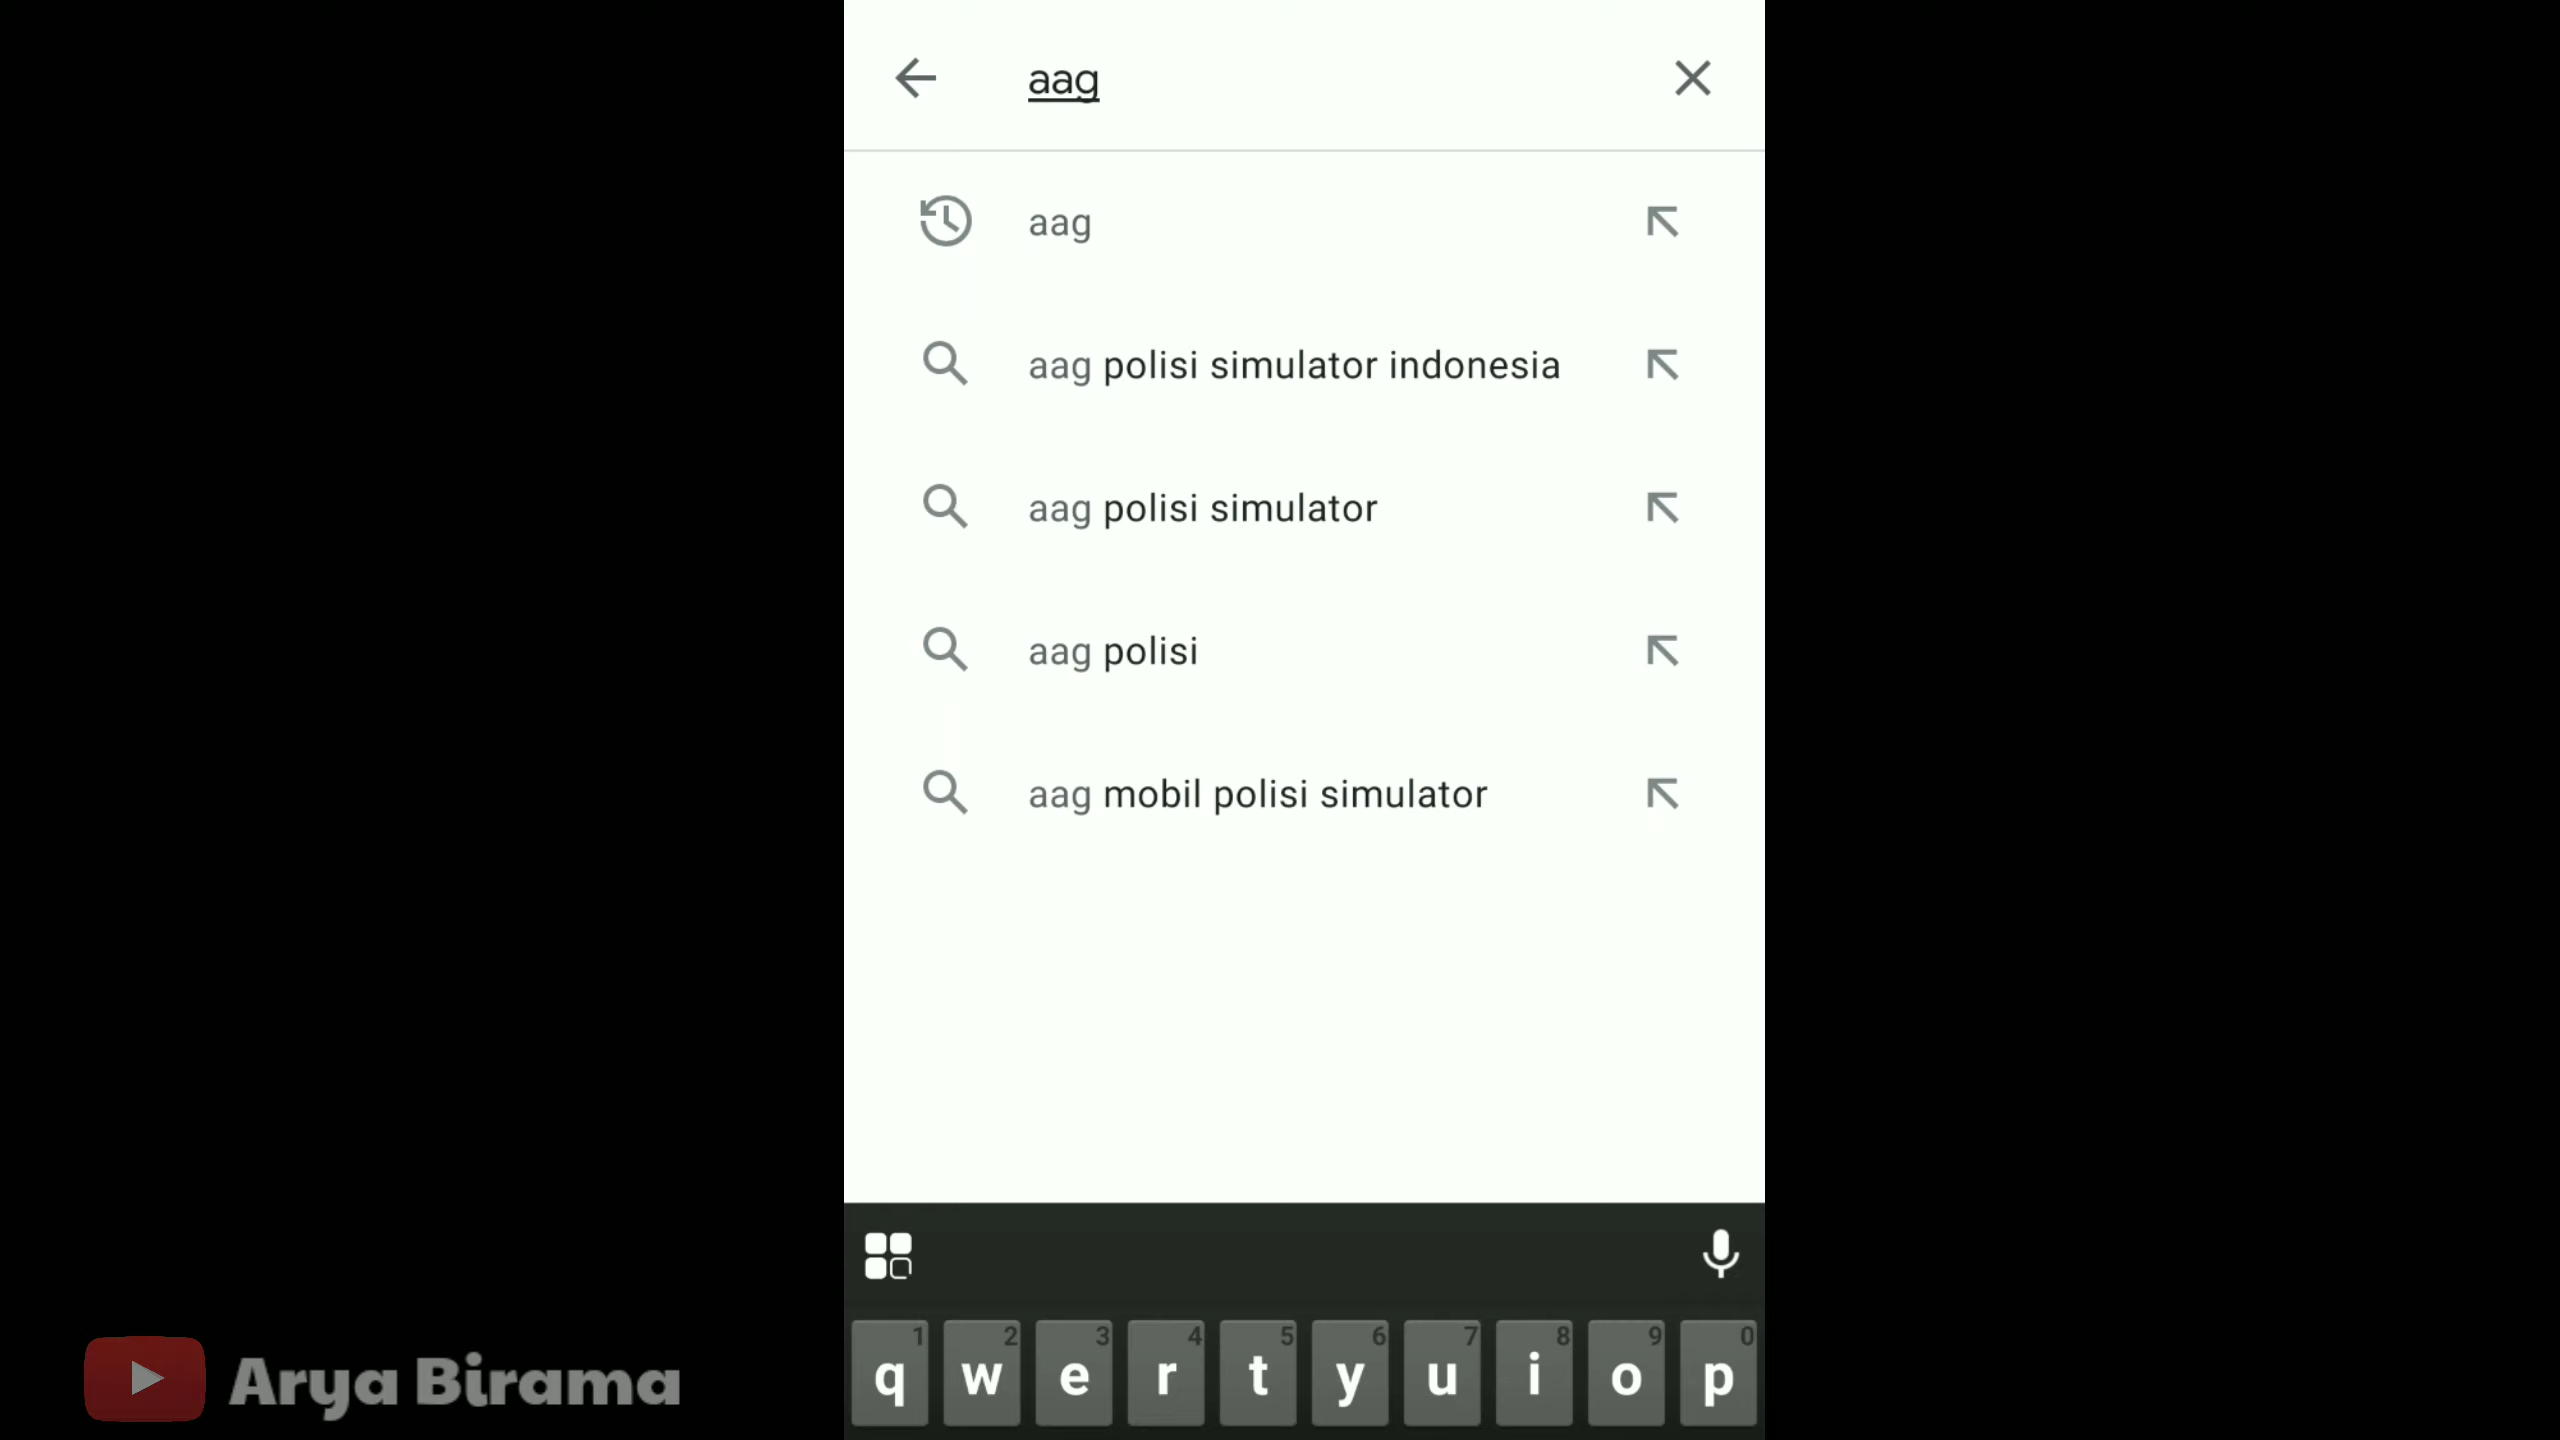 aag
aag
aag polisi simulator indonesia
aag polisi simulator
aag polisi
aag mobil polisi simulator
1 2 3 4 5 6 7 8 9 0
q w e r t y u i o p
Arya Birama